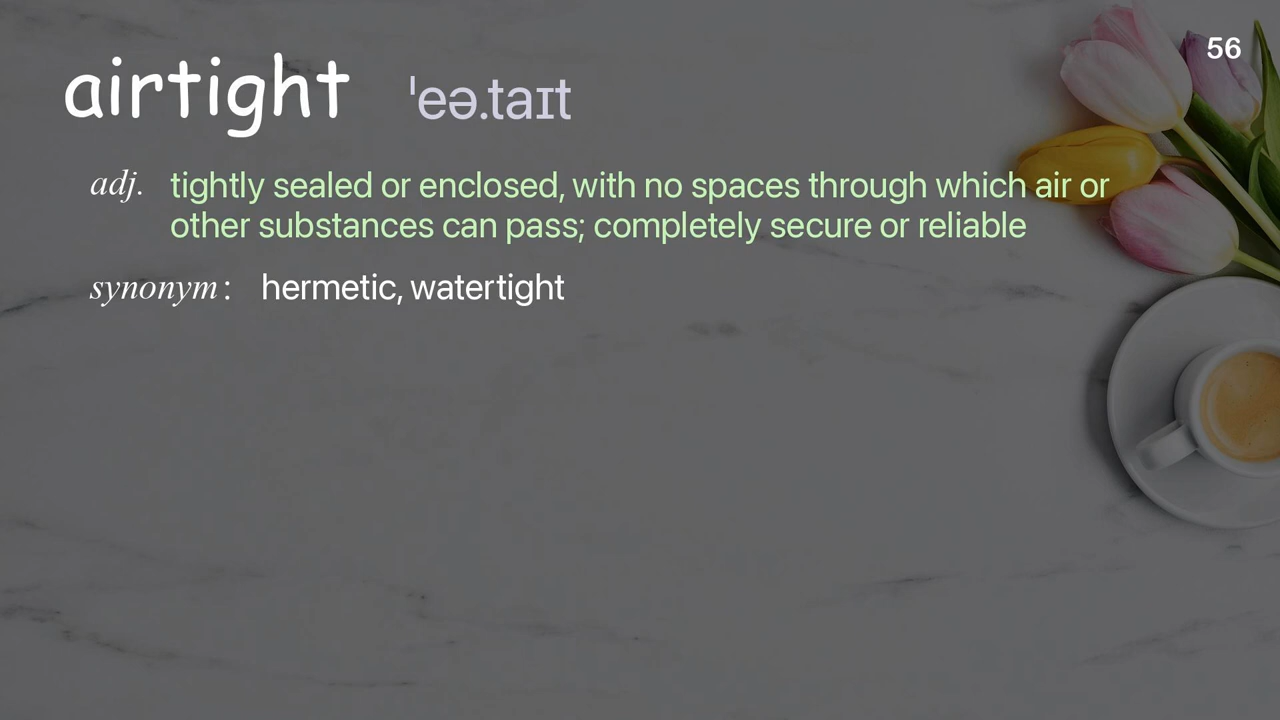 56
airtight ˈeə.taɪt
adj. tightly sealed or enclosed, with no spaces through which air or
other substances can pass; completely secure or reliable
synonym: hermetic, watertight